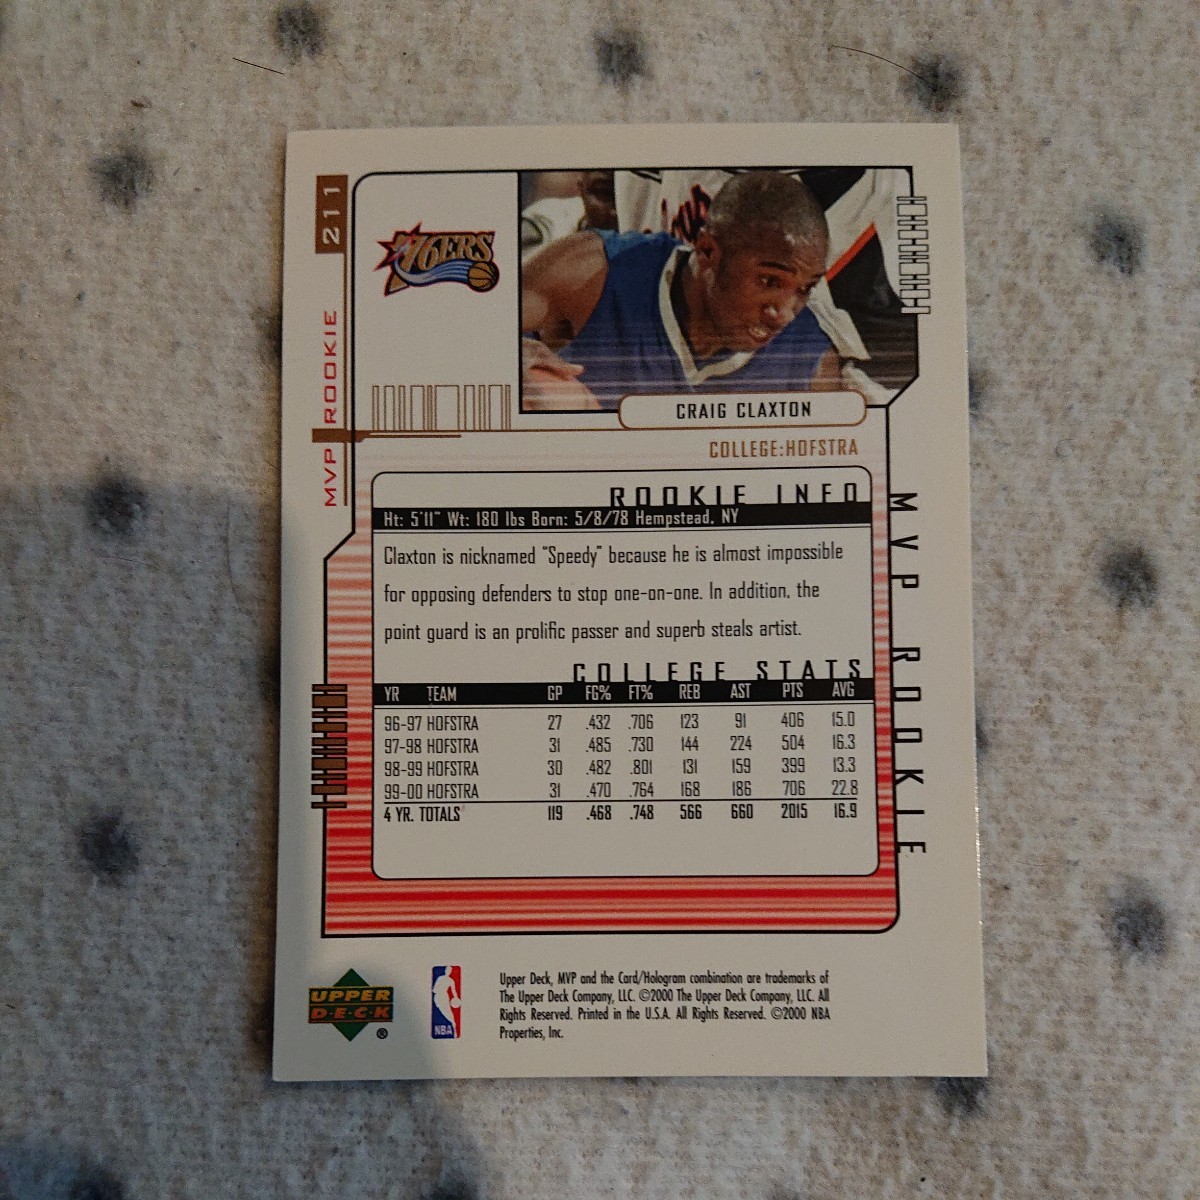 211
MVP ROOKIE
76ERS
CRAIG CLAXTON
COLLEGE:HOFSTRA
ROOKIE INFO
Ht: 5'11" Wt: 180 lbs Born: 5/8/78 Hempstead, NY
Claxton is nicknamed "Speedy" because he is almost impossible
for opposing defenders to stop one-on-one. In addition, the
point guard is an prolific passer and superb steals artist.
COLLEGE STATS
YR TEAM GP FG% FT% REB AST PTS AVG
96-97 HOFSTRA 27 .432 .706 123 91 406 15.0
97-98 HOFSTRA 31 .485 .730 144 224 504 16.3
98-99 HOFSTRA 30 .482 .801 131 159 399 13.3
99-00 HOFSTRA 31 .470 .764 168 186 706 22.8
4 YR. TOTALS 119 .468 .748 566 660 2015 16.9
MVP ROOKIE
UPPER
D·E·C·K
®
NBA
Upper Deck, MVP and the Card/Hologram combination are trademarks of
The Upper Deck Company, LLC. ©2000 The Upper Deck Company, LLC. All
Rights Reserved. Printed in the U.S.A. All Rights Reserved. ©2000 NBA
Properties, Inc.